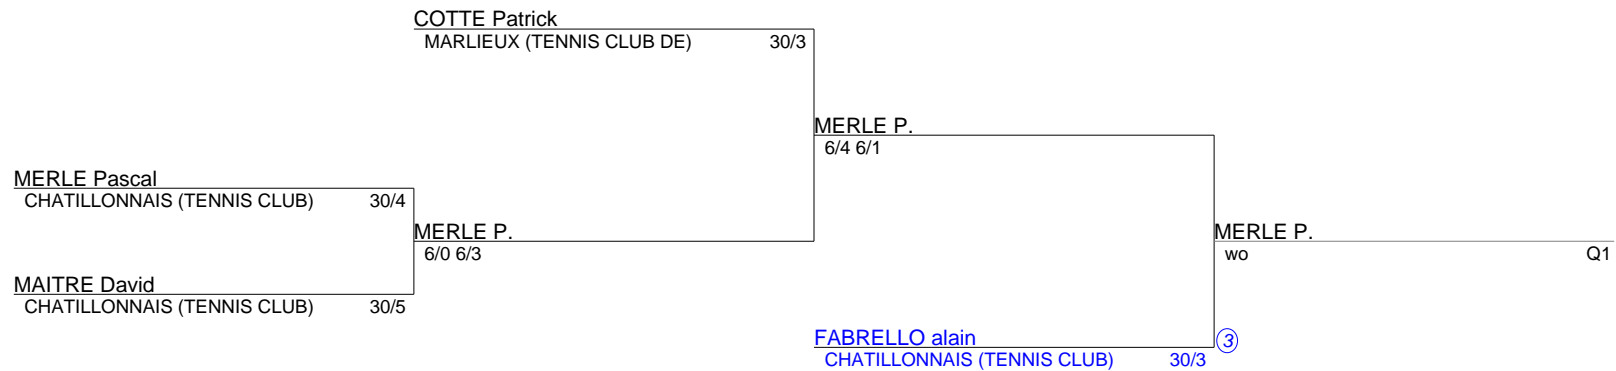 COTTE Patrick
MARLIEUX (TENNIS CLUB DE) 30/3
MERLE P.
6/4 6/1
MERLE Pascal
CHATILLONNAIS (TENNIS CLUB) 30/4
MERLE P.
6/0 6/3
MERLE P.
wo Q1
MAITRE David
CHATILLONNAIS (TENNIS CLUB) 30/5
FABRELLO alain 3
CHATILLONNAIS (TENNIS CLUB) 30/3